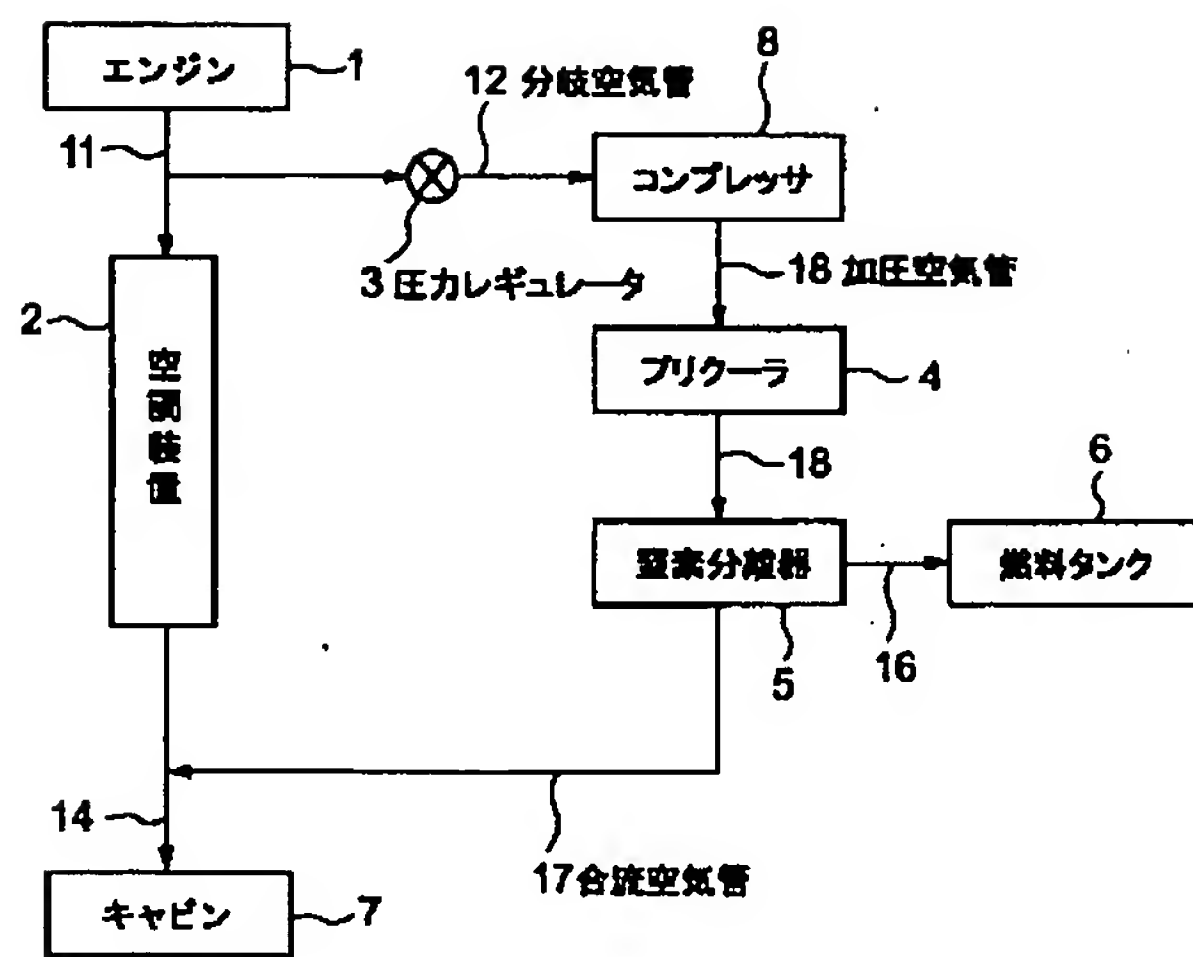 エンジン
1
8
12 分岐空気管
11
コンプレッサ
3 圧力レギュレータ
18 加圧空気管
2
空調装置
プリクーラ
4
18
6
窒素分離器
燃料タンク
5
16
14
17 合流空気管
キャビン
7